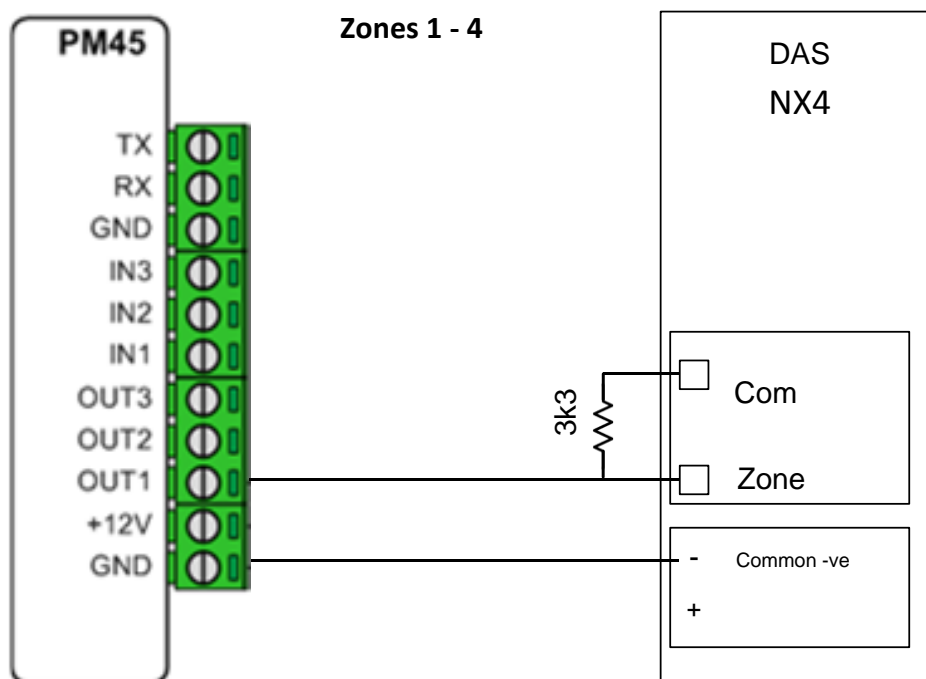 Zones 1 - 4
PM45
TX
RX
GND
IN3
IN2
IN1
OUT3
OUT2
OUT1
+12V
GND
DAS
NX4
3k3
Com
Zone
- Common -ve
+